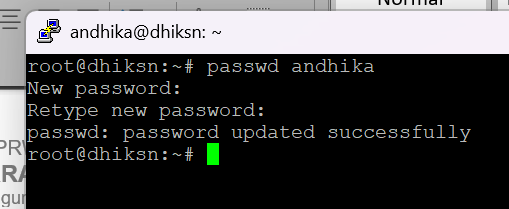 Normal
andhika@dhiksn: ~
root@dhiksn:~# passwd andhika
New password:
Retype new password:
passwd: password updated successfully
root@dhiksn:~#